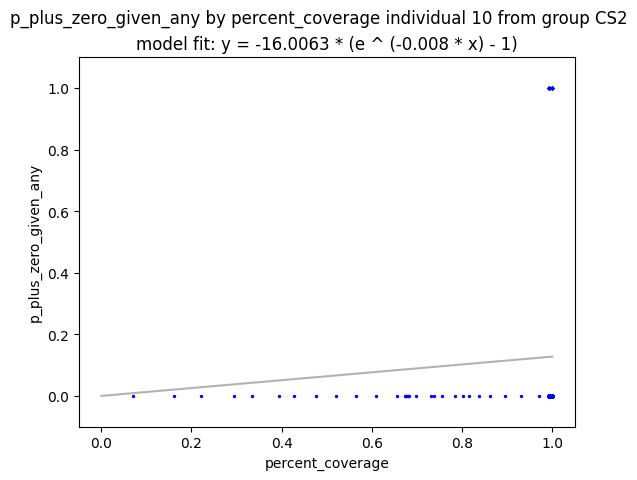 p_plus_zero_given_any by percent_coverage individual 10 from group CS2
model fit: y = -16.0063 * (e ^ (-0.008 * x) - 1)
1.0
0.8
0.6
0.4
0.2
0.0
p_plus_zero_given_any
0.0 0.2 0.4 0.6 0.8 1.0
percent_coverage